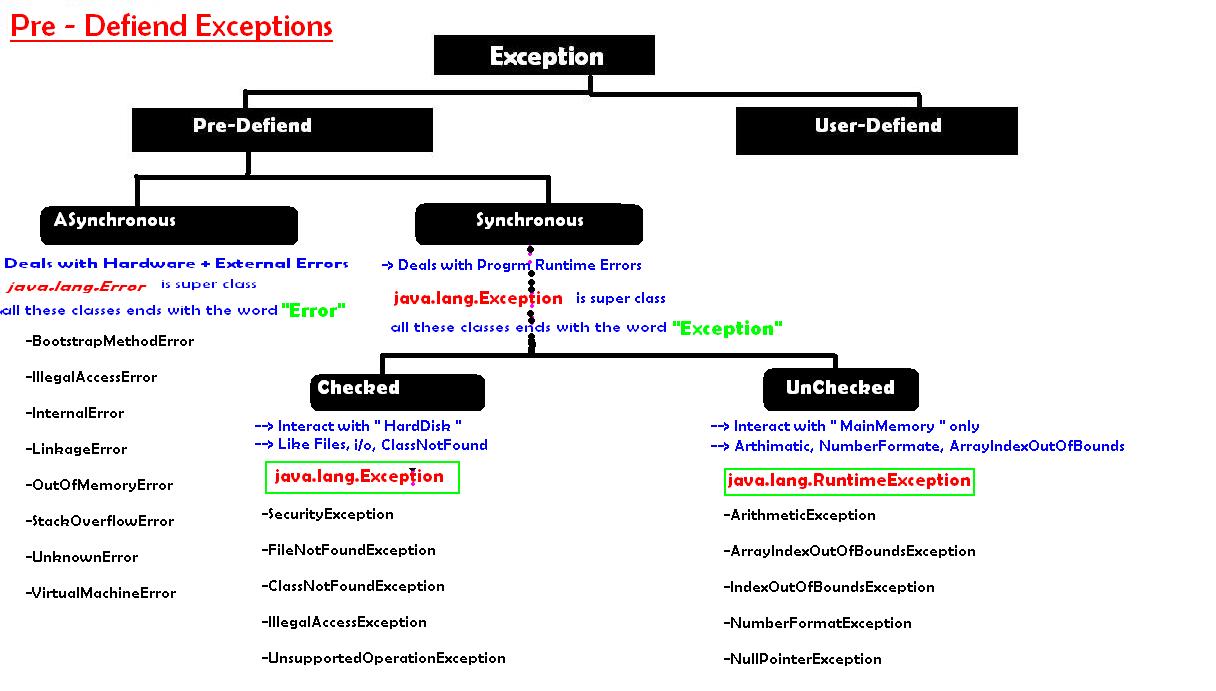 Pre - Defiend Exceptions
Exception
Pre-Defiend
User-Defiend
ASynchronous
Synchronous
Deals with Hardware + External Errors
java.lang.Error is super class
all these classes ends with the word "Error"
-BootstrapMethodError
-IllegalAccessError
-InternalError
-LinkageError
-OutOfMemoryError
-StackOverflowError
-UnknownError
-VirtualMachineError
-> Deals with Progrm Runtime Errors
java.lang.Exception is super class
all these classes ends with the word "Exception"
Checked
--> Interact with " HardDisk "
--> Like Files, i/o, ClassNotFound
java.lang.Exception
-SecurityException
-FileNotFoundException
-ClassNotFoundException
-IllegalAccessException
-UnsupportedOperationException
UnChecked
--> Interact with " MainMemory " only
--> Arthimatic, NumberFormate, ArrayIndexOutOfBounds
java.lang.RuntimeException
-ArithmeticException
-ArrayIndexOutOfBoundsException
-IndexOutOfBoundsException
-NumberFormatException
-NullPointerException